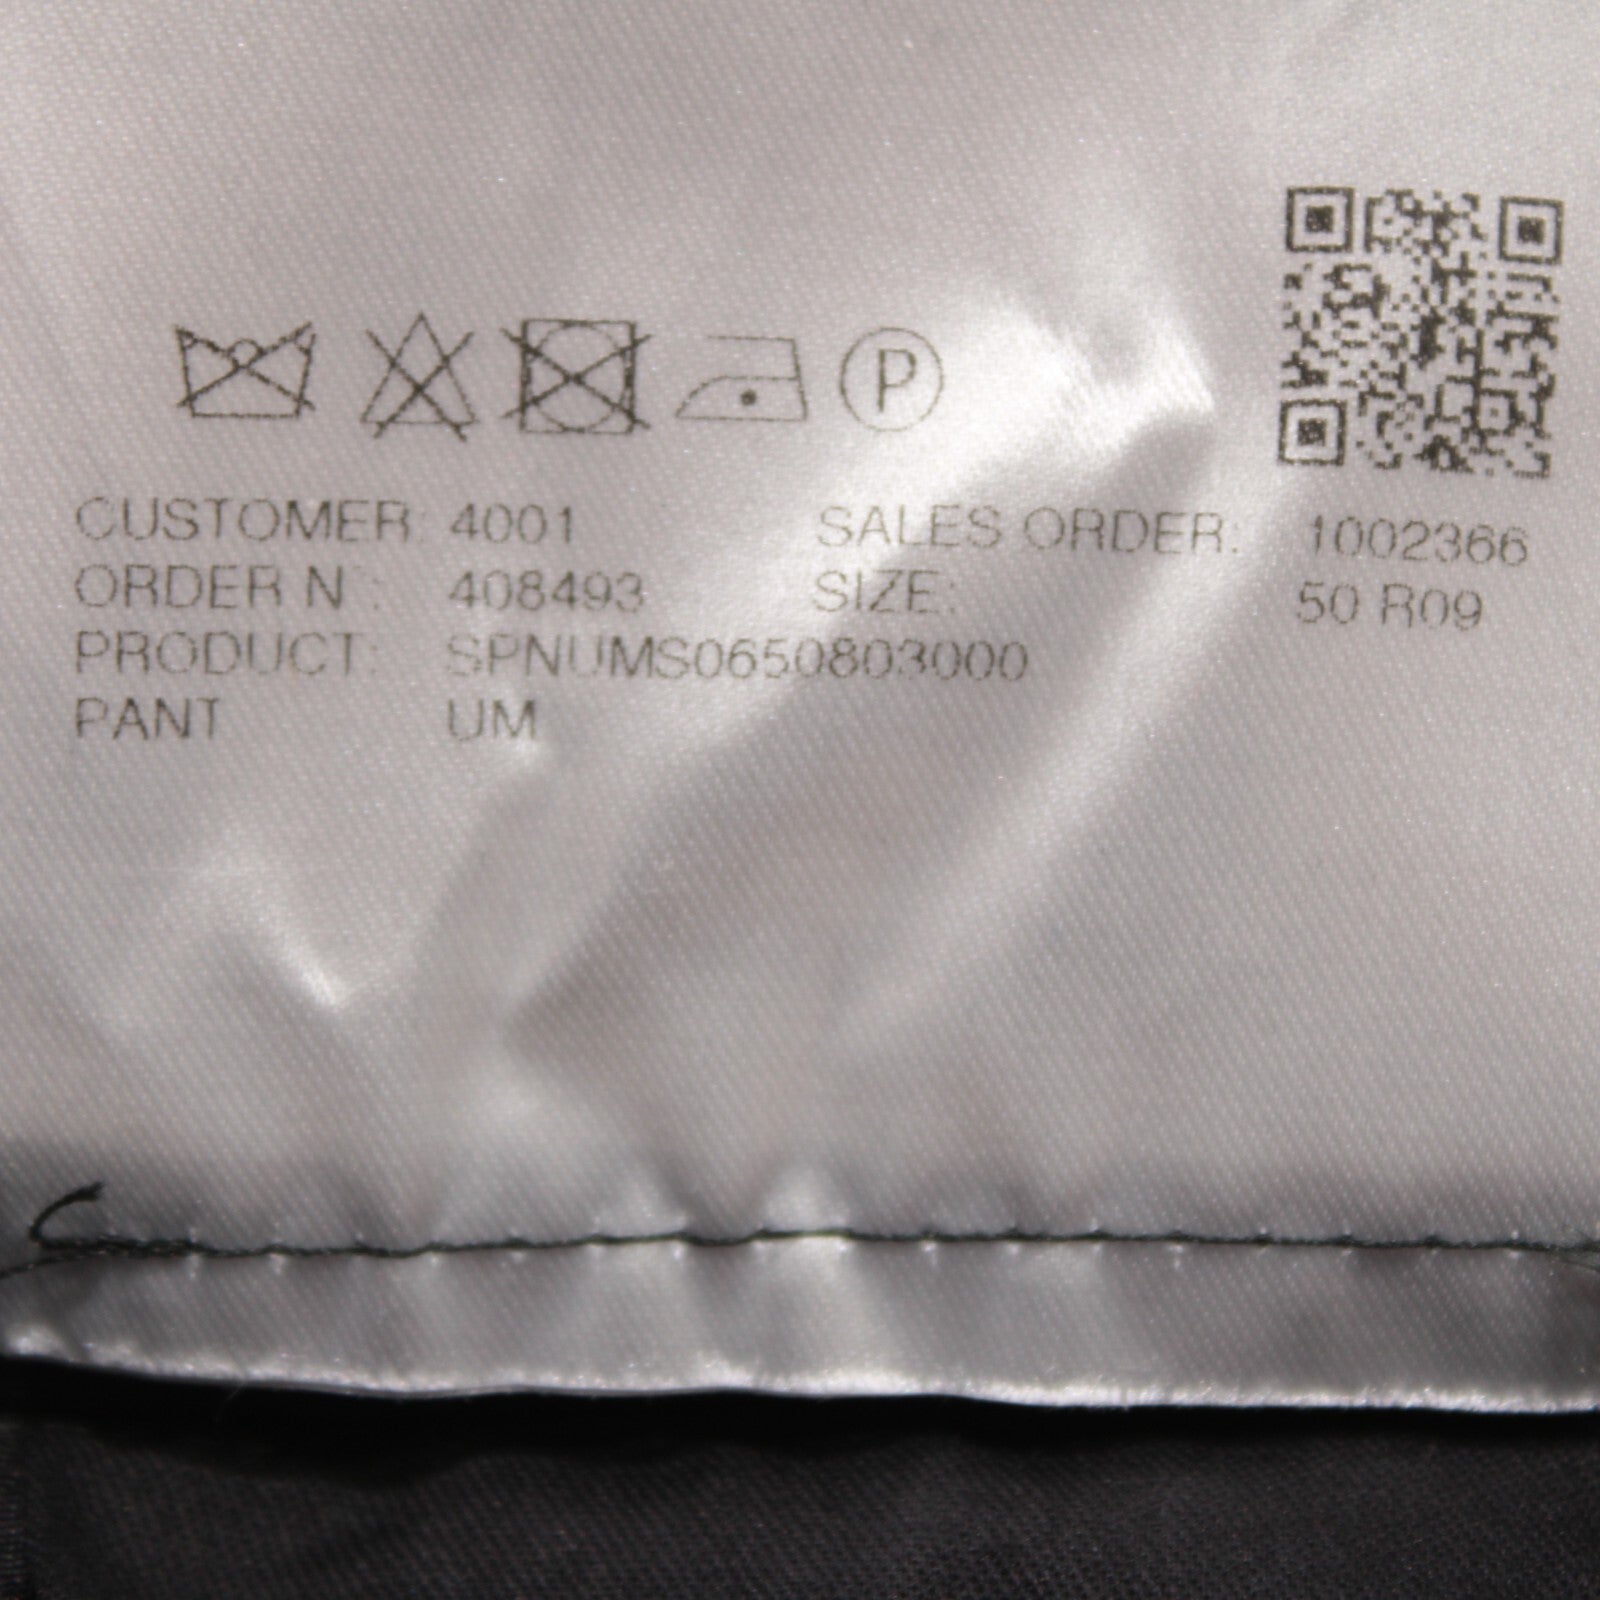 P
CUSTOMER: 4001 SALES ORDER: 1002366
ORDER N : 408493 SIZE: 50 R09
PRODUCT: SPNUMS0650803000
PANT UM